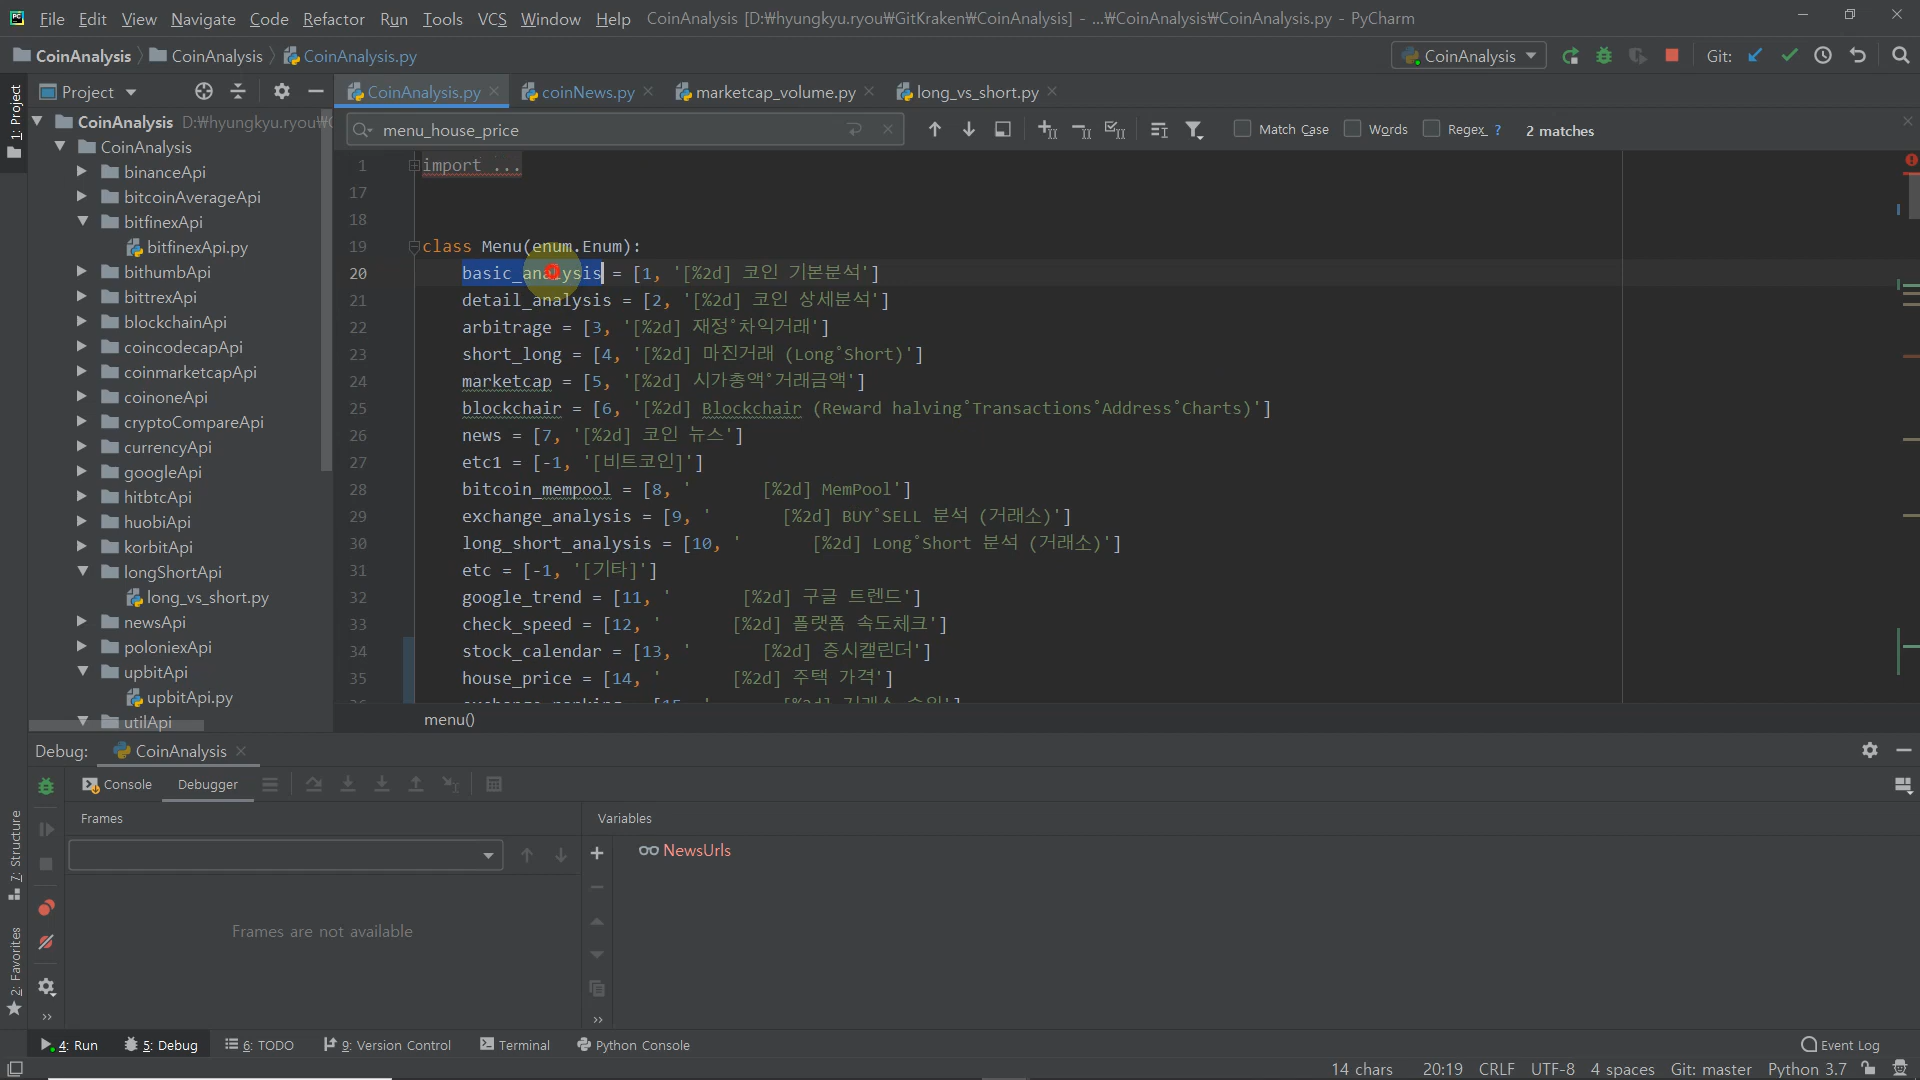 File Edit View Navigate Code Refactor Run Tools VCS Window Help CoinAnalysis [D:₩hyungkyu.ryou₩GitKraken₩CoinAnalysis] - ...₩CoinAnalysis₩CoinAnalysis.py - PyCharm
CoinAnalysis CoinAnalysis CoinAnalysis.py CoinAnalysis Git:
Project CoinAnalysis.py coinNews.py marketcap_volume.py long_vs_short.py
menu_house_price Match Case Words Regex ? 2 matches
1: Project
CoinAnalysis D:₩hyungkyu.ryou₩
CoinAnalysis
binanceApi
bitcoinAverageApi
bitfinexApi
bitfinexApi.py
bithumbApi
bittrexApi
blockchainApi
coincodecapApi
coinmarketcapApi
coinoneApi
cryptoCompareApi
currencyApi
googleApi
hitbtcApi
huobiApi
korbitApi
longShortApi
long_vs_short.py
newsApi
poloniexApi
upbitApi
upbitApi.py
utilApi
1 import ...
17
18
19 class Menu(enum.Enum):
20 basic_analysis = [1, '[%2d] 코인 기본분석']
21 detail_analysis = [2, '[%2d] 코인 상세분석']
22 arbitrage = [3, '[%2d] 재정°차익거래']
23 short_long = [4, '[%2d] 마진거래 (Long°Short)']
24 marketcap = [5, '[%2d] 시가총액°거래금액']
25 blockchair = [6, '[%2d] Blockchair (Reward halving°Transactions°Address°Charts)']
26 news = [7, '[%2d] 코인 뉴스']
27 etc1 = [-1, '[비트코인]']
28 bitcoin_mempool = [8, ' [%2d] MemPool']
29 exchange_analysis = [9, ' [%2d] BUY°SELL 분석 (거래소)']
30 long_short_analysis = [10, ' [%2d] Long°Short 분석 (거래소)']
31 etc = [-1, '[기타]']
32 google_trend = [11, ' [%2d] 구글 트렌드']
33 check_speed = [12, ' [%2d] 플랫폼 속도체크']
34 stock_calendar = [13, ' [%2d] 증시캘린더']
35 house_price = [14, ' [%2d] 주택 가격']
menu()
Debug: CoinAnalysis
Console Debugger
Frames
Variables
NewsUrls
Frames are not available
7: Structure
2: Favorites
4: Run 5: Debug 6: TODO 9: Version Control Terminal Python Console Event Log
14 chars 20:19 CRLF UTF-8 4 spaces Git: master Python 3.7